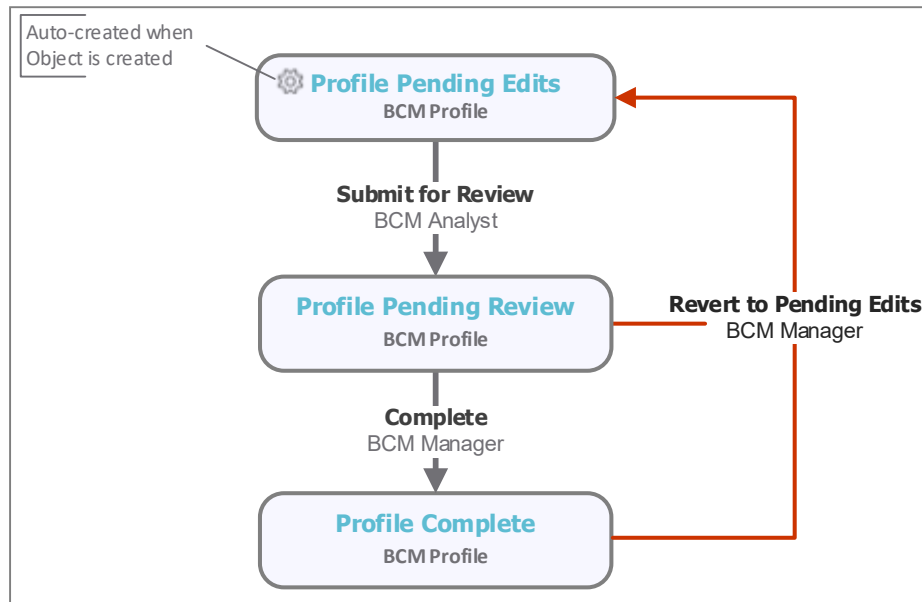 Auto-created when
Object is created
Profile Pending Edits
BCM Profile
Submit for Review
BCM Analyst
Profile Pending Review
BCM Profile
Revert to Pending Edits
BCM Manager
Complete
BCM Manager
Profile Complete
BCM Profile